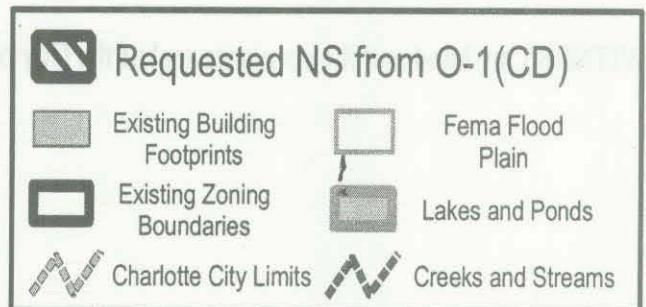 Requested NS from O-1(CD)
Existing Building
Footprints
Fema Flood
Plain
Existing Zoning
Boundaries
Lakes and Ponds
Charlotte City Limits
Creeks and Streams